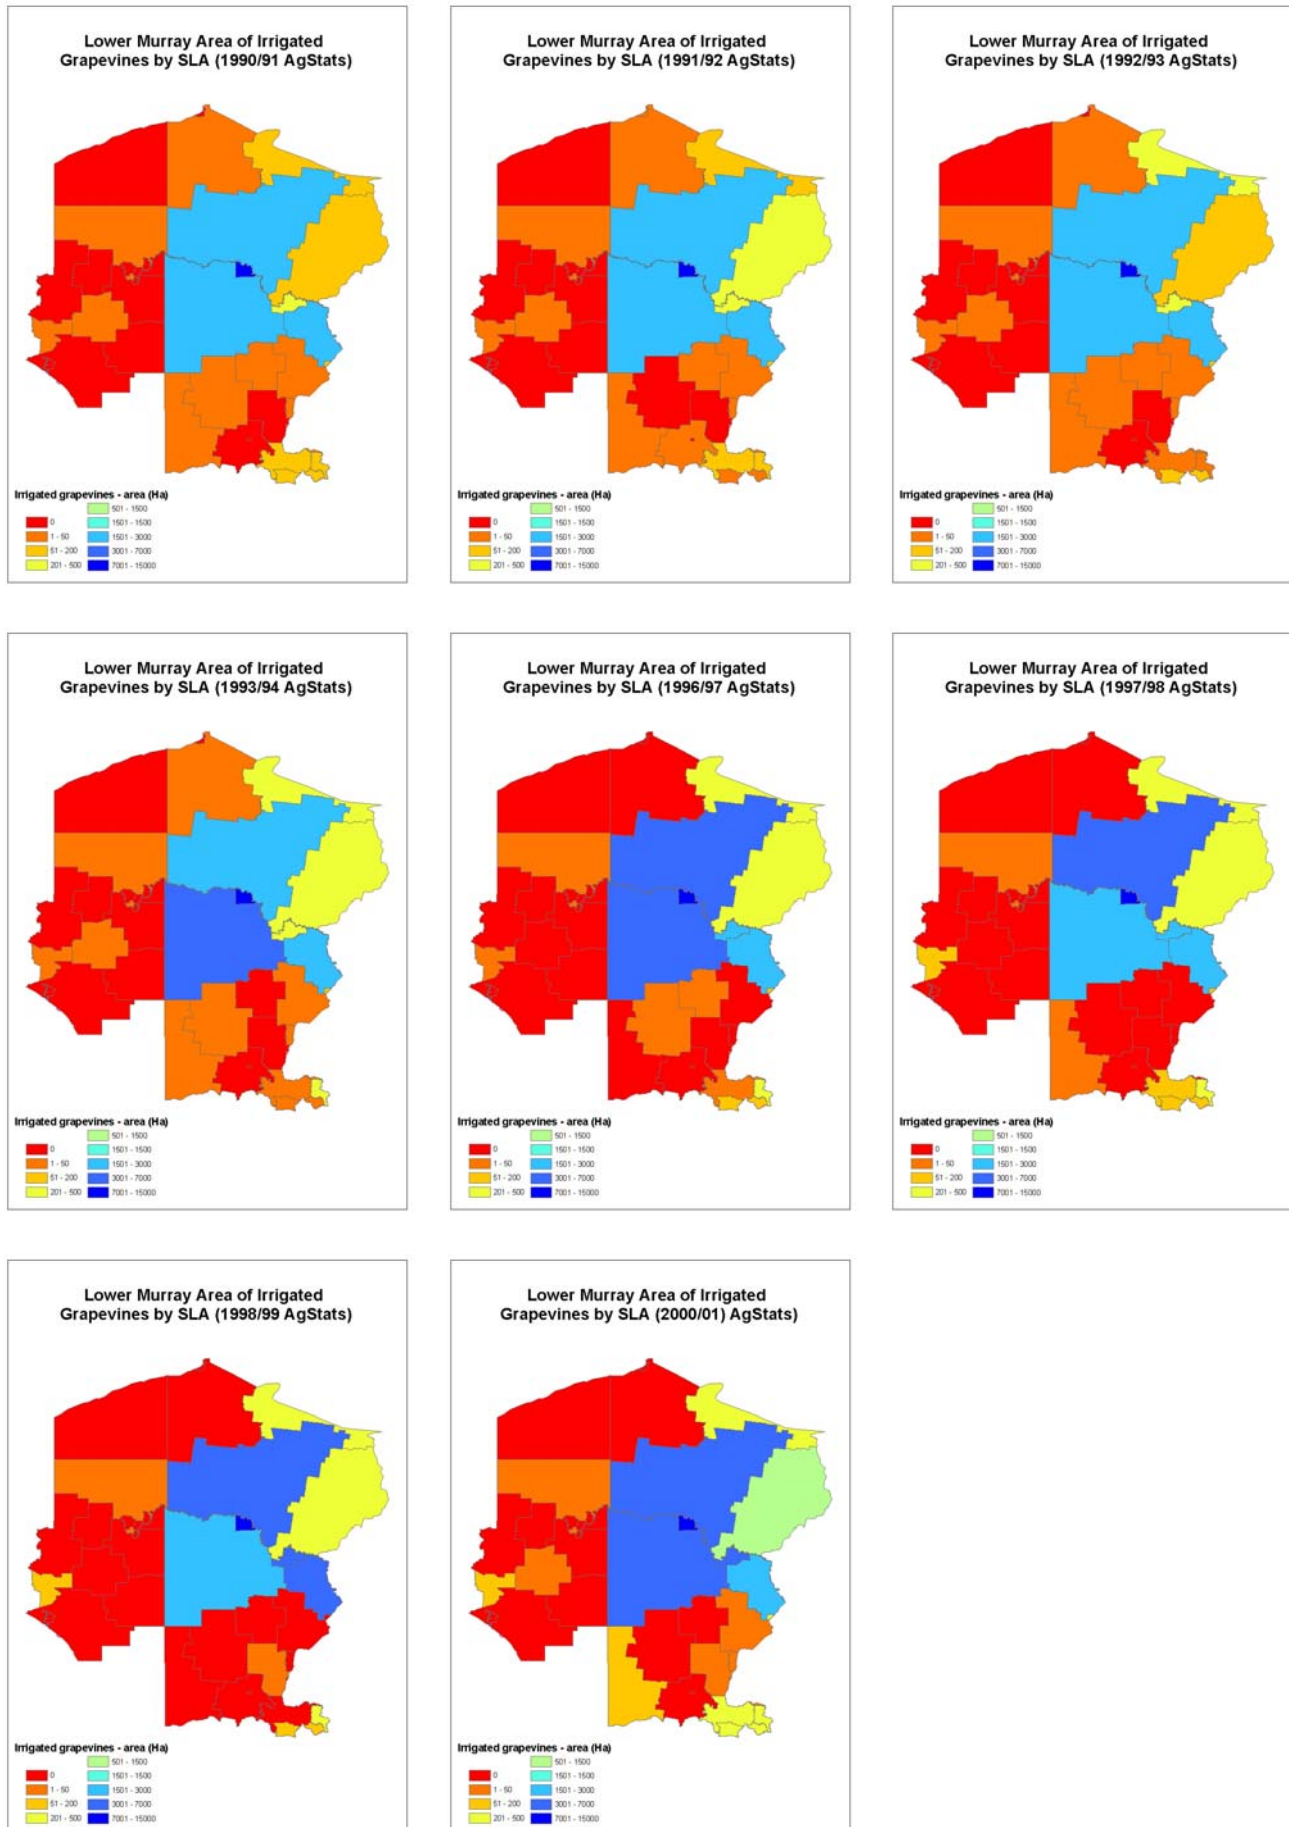 Lower Murray Area of Irrigated
Grapevines by SLA (1990/91 AgStats)
Irrigated grapevines - area (Ha)
0
1 - 50
51 - 200
201 - 500
501 - 1500
1501 - 1500
1501 - 3000
3001 - 7000
7001 - 15000
Lower Murray Area of Irrigated
Grapevines by SLA (1991/92 AgStats)
Irrigated grapevines - area (Ha)
0
1 - 50
51 - 200
201 - 500
501 - 1500
1501 - 1500
1501 - 3000
3001 - 7000
7001 - 15000
Lower Murray Area of Irrigated
Grapevines by SLA (1992/93 AgStats)
Irrigated grapevines - area (Ha)
0
1 - 50
51 - 200
201 - 500
501 - 1500
1501 - 1500
1501 - 3000
3001 - 7000
7001 - 15000
Lower Murray Area of Irrigated
Grapevines by SLA (1993/94 AgStats)
Irrigated grapevines - area (Ha)
0
1 - 50
51 - 200
201 - 500
501 - 1500
1501 - 1500
1501 - 3000
3001 - 7000
7001 - 15000
Lower Murray Area of Irrigated
Grapevines by SLA (1996/97 AgStats)
Irrigated grapevines - area (Ha)
0
1 - 50
51 - 200
201 - 500
501 - 1500
1501 - 1500
1501 - 3000
3001 - 7000
7001 - 15000
Lower Murray Area of Irrigated
Grapevines by SLA (1997/98 AgStats)
Irrigated grapevines - area (Ha)
0
1 - 50
51 - 200
201 - 500
501 - 1500
1501 - 1500
1501 - 3000
3001 - 7000
7001 - 15000
Lower Murray Area of Irrigated
Grapevines by SLA (1998/99 AgStats)
Irrigated grapevines - area (Ha)
0
1 - 50
51 - 200
201 - 500
501 - 1500
1501 - 1500
1501 - 3000
3001 - 7000
7001 - 15000
Lower Murray Area of Irrigated
Grapevines by SLA (2000/01) AgStats)
Irrigated grapevines - area (Ha)
0
1 - 50
51 - 200
201 - 500
501 - 1500
1501 - 1500
1501 - 3000
3001 - 7000
7001 - 15000